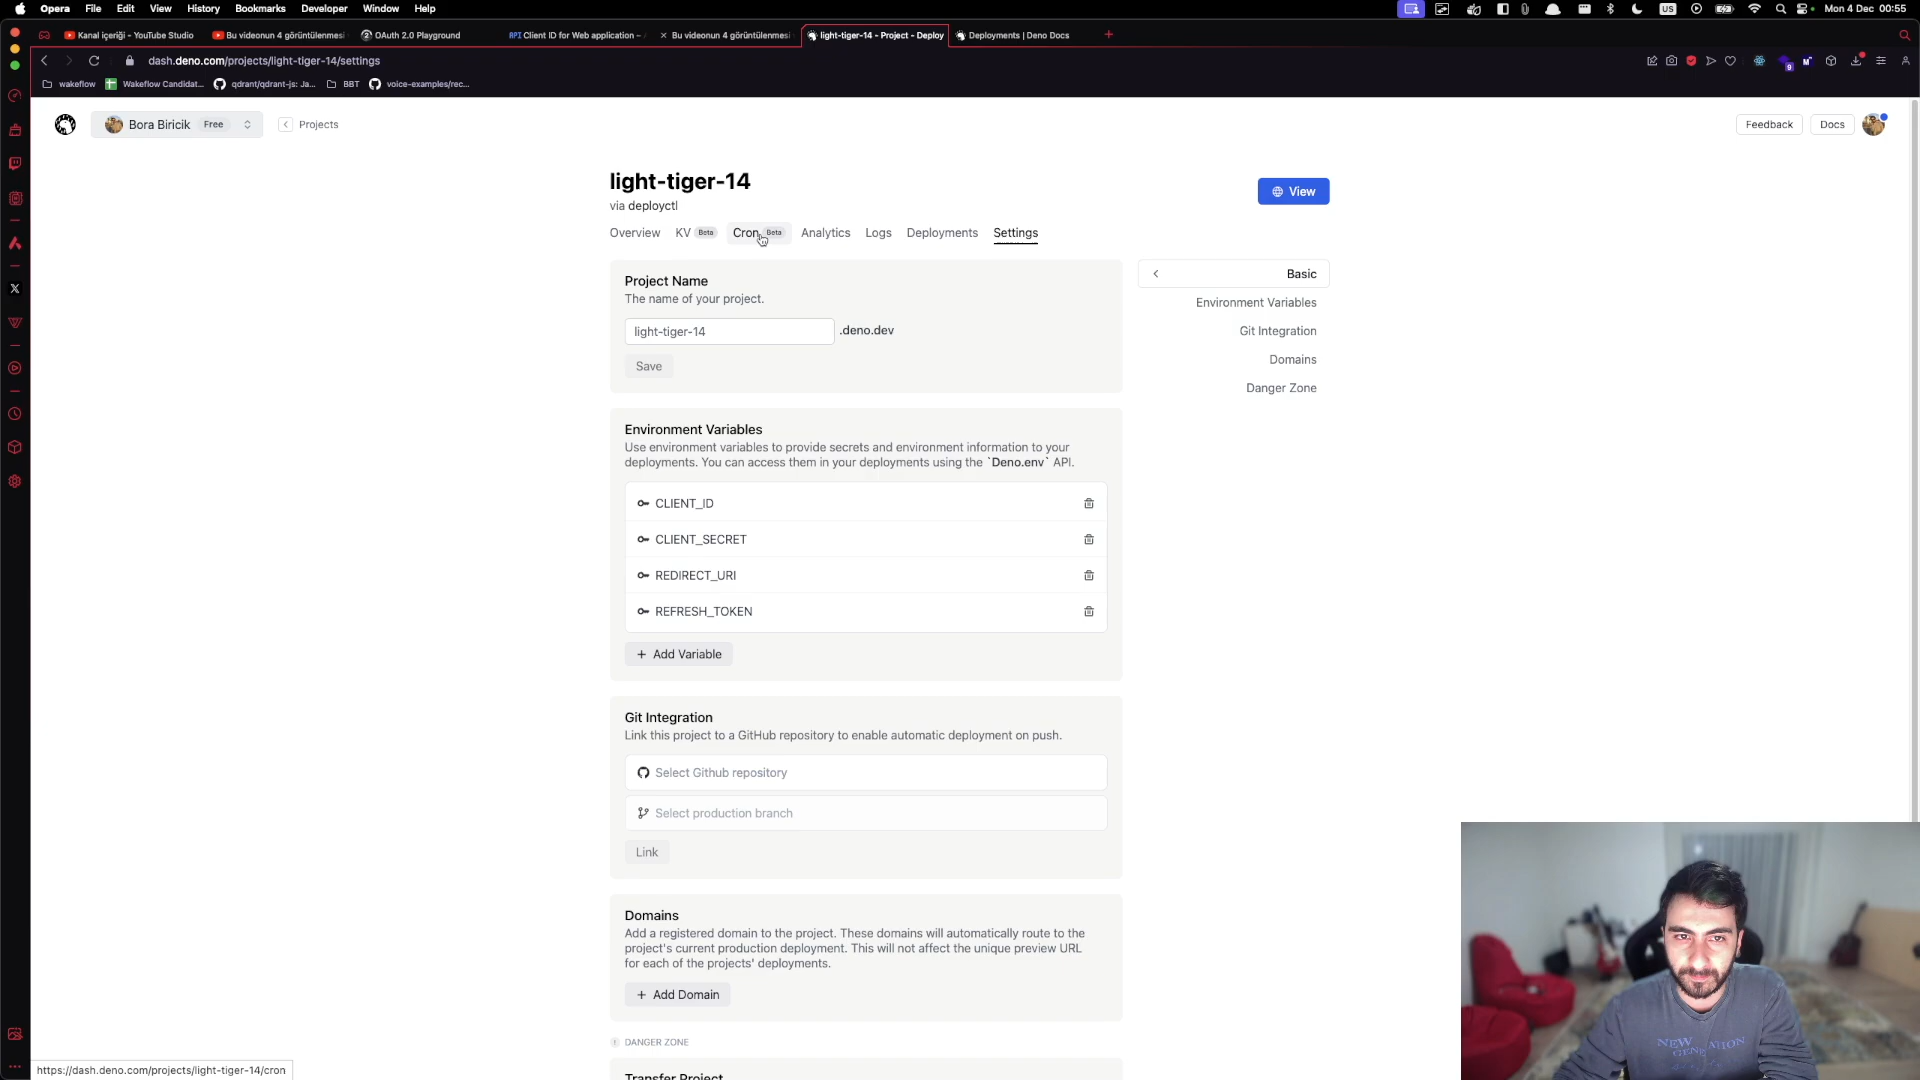 Opera File Edit View History Bookmarks Developer Window Help
US
Mon 4 Dec 00:55
Kanal içeriği - YouTube Studio
Bu videonun 4 görüntülenmesi
OAuth 2.0 Playground
API Client ID for Web application –
Bu videonun 4 görüntülenmesi
light-tiger-14 - Project - Deploy
Deployments | Deno Docs
dash.deno.com/projects/light-tiger-14/settings
9
wakeflow
Wakeflow Candidat...
qdrant/qdrant-js: Ja...
BBT
voice-examples/rec...
Bora Biricik Free
Projects
Feedback
Docs
light-tiger-14
via deployctl
View
Overview KV Beta Cron Beta Analytics Logs Deployments Settings
Project Name
The name of your project.
light-tiger-14 .deno.dev
Save
Basic
Environment Variables
Git Integration
Domains
Danger Zone
Environment Variables
Use environment variables to provide secrets and environment information to your
deployments. You can access them in your deployments using the `Deno.env` API.
CLIENT_ID
CLIENT_SECRET
REDIRECT_URI
REFRESH_TOKEN
+ Add Variable
Git Integration
Link this project to a GitHub repository to enable automatic deployment on push.
Select Github repository
Select production branch
Link
Domains
Add a registered domain to the project. These domains will automatically route to the
project's current production deployment. This will not affect the unique preview URL
for each of the projects' deployments.
+ Add Domain
DANGER ZONE
Transfer Project
https://dash.deno.com/projects/light-tiger-14/cron